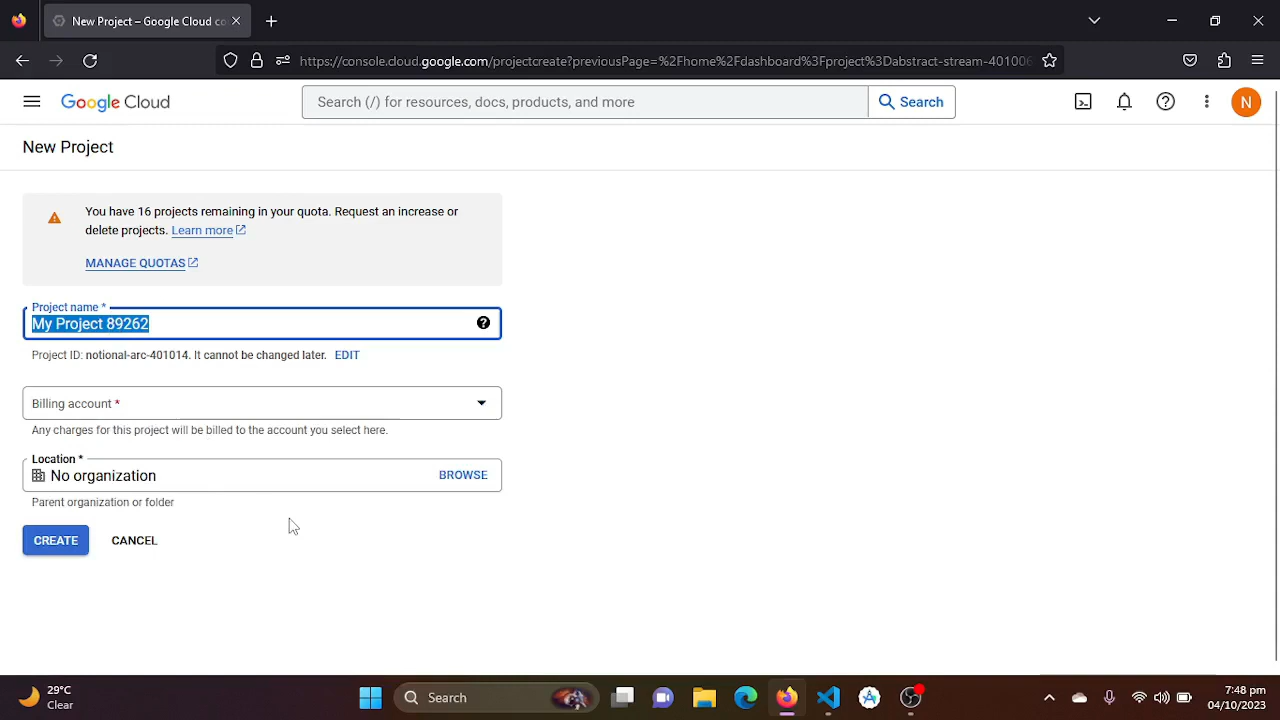 New Project – Google Cloud co
https://console.cloud.google.com/projectcreate?previousPage=%2Fhome%2Fdashboard%3Fproject%3Dabstract-stream-401006
Google Cloud
Search (/) for resources, docs, products, and more
Search
N
New Project
You have 16 projects remaining in your quota. Request an increase or
delete projects. Learn more
MANAGE QUOTAS
Project name *
My Project 89262
Project ID: notional-arc-401014. It cannot be changed later. EDIT
Billing account *
Any charges for this project will be billed to the account you select here.
Location *
No organization
BROWSE
Parent organization or folder
CREATE
CANCEL
29°C
Clear
Search
7:48 pm
04/10/2023